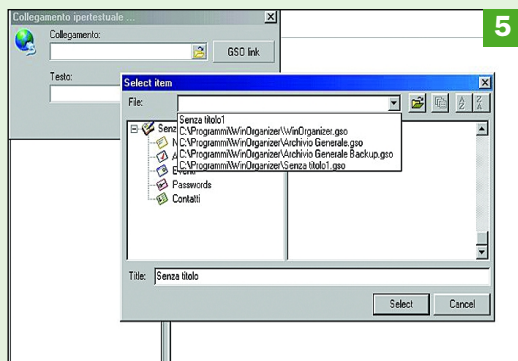 Collegamento ipertestuale ...
5
Collegamento:
GSO link
Testo:
Select item
File:
Senza titolo1
C:\Programmi\WinOrganizer\WinOrganizer.gso
C:\Programmi\WinOrganizer\Archivio Generale.gso
C:\Programmi\WinOrganizer\Archivio Generale Backup.gso
C:\Programmi\WinOrganizer\Senza titolo1.gso
Senz
N
A
Eventi
Passwords
Contatti
Title: Senza titolo
Select Cancel